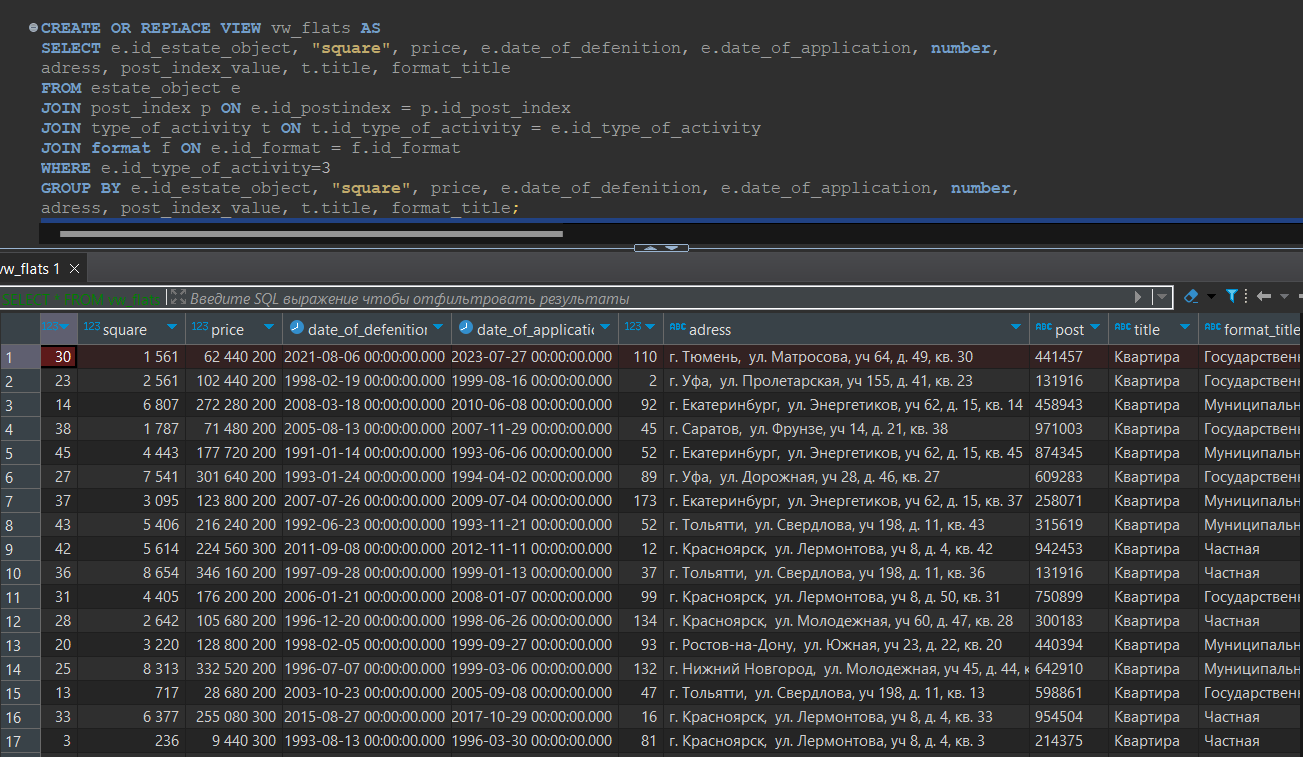 CREATE OR REPLACE VIEW vw_flats AS
SELECT e.id_estate_object, "square", price, e.date_of_defenition, e.date_of_application, number,
adress, post_index_value, t.title, format_title
FROM estate_object e
JOIN post_index p ON e.id_postindex = p.id_post_index
JOIN type_of_activity t ON t.id_type_of_activity = e.id_type_of_activity
JOIN format f ON e.id_format = f.id_format
WHERE e.id_type_of_activity=3
GROUP BY e.id_estate_object, "square", price, e.date_of_defenition, e.date_of_application, number,
adress, post_index_value, t.title, format_title;
vw_flats 1
SELECT * FROM vw_flats Введите SQL выражение чтобы отфильтровать результаты
123 123 square 123 price date_of_defenition date_of_applicatic 123 ABC adress ABC post ABC title ABC format_title
1 30 1 561 62 440 200 2021-08-06 00:00:00.000 2023-07-27 00:00:00.000 110 г. Тюмень, ул. Матросова, уч 64, д. 49, кв. 30 441457 Квартира Государственн
2 23 2 561 102 440 200 1998-02-19 00:00:00.000 1999-08-16 00:00:00.000 2 г. Уфа, ул. Пролетарская, уч 155, д. 41, кв. 23 131916 Квартира Государственн
3 14 6 807 272 280 200 2008-03-18 00:00:00.000 2010-06-08 00:00:00.000 92 г. Екатеринбург, ул. Энергетиков, уч 62, д. 15, кв. 14 458943 Квартира Муниципальн
4 38 1 787 71 480 200 2005-08-13 00:00:00.000 2007-11-29 00:00:00.000 45 г. Саратов, ул. Фрунзе, уч 14, д. 21, кв. 38 971003 Квартира Государственн
5 45 4 443 177 720 200 1991-01-14 00:00:00.000 1993-06-06 00:00:00.000 52 г. Екатеринбург, ул. Энергетиков, уч 62, д. 15, кв. 45 874345 Квартира Муниципальн
6 27 7 541 301 640 200 1993-01-24 00:00:00.000 1994-04-02 00:00:00.000 89 г. Уфа, ул. Дорожная, уч 28, д. 46, кв. 27 609283 Квартира Государственн
7 37 3 095 123 800 200 2007-07-26 00:00:00.000 2009-07-04 00:00:00.000 173 г. Екатеринбург, ул. Энергетиков, уч 62, д. 15, кв. 37 258071 Квартира Муниципальн
8 43 5 406 216 240 200 1992-06-23 00:00:00.000 1993-11-21 00:00:00.000 52 г. Тольятти, ул. Свердлова, уч 198, д. 11, кв. 43 315619 Квартира Муниципальн
9 42 5 614 224 560 300 2011-09-08 00:00:00.000 2012-11-11 00:00:00.000 12 г. Красноярск, ул. Лермонтова, уч 8, д. 4, кв. 42 942453 Квартира Частная
10 36 8 654 346 160 200 1997-09-28 00:00:00.000 1999-01-13 00:00:00.000 37 г. Тольятти, ул. Свердлова, уч 198, д. 11, кв. 36 131916 Квартира Частная
11 31 4 405 176 200 200 2006-01-21 00:00:00.000 2008-01-07 00:00:00.000 99 г. Красноярск, ул. Лермонтова, уч 8, д. 50, кв. 31 750899 Квартира Государственн
12 28 2 642 105 680 200 1996-12-20 00:00:00.000 1998-06-26 00:00:00.000 134 г. Красноярск, ул. Молодежная, уч 60, д. 47, кв. 28 300183 Квартира Частная
13 20 3 220 128 800 200 1998-02-05 00:00:00.000 1999-09-27 00:00:00.000 93 г. Ростов-на-Дону, ул. Южная, уч 23, д. 22, кв. 20 440394 Квартира Муниципальн
14 25 8 313 332 520 200 1996-07-07 00:00:00.000 1999-03-06 00:00:00.000 132 г. Нижний Новгород, ул. Молодежная, уч 45, д. 44, к 642910 Квартира Муниципальн
15 13 717 28 680 200 2003-10-23 00:00:00.000 2005-09-08 00:00:00.000 47 г. Тольятти, ул. Свердлова, уч 198, д. 11, кв. 13 598861 Квартира Государственн
16 33 6 377 255 080 300 2015-08-27 00:00:00.000 2017-10-29 00:00:00.000 16 г. Красноярск, ул. Лермонтова, уч 8, д. 4, кв. 33 954504 Квартира Частная
17 3 236 9 440 300 1993-08-13 00:00:00.000 1996-03-30 00:00:00.000 81 г. Красноярск, ул. Лермонтова, уч 8, д. 4, кв. 3 214375 Квартира Частная